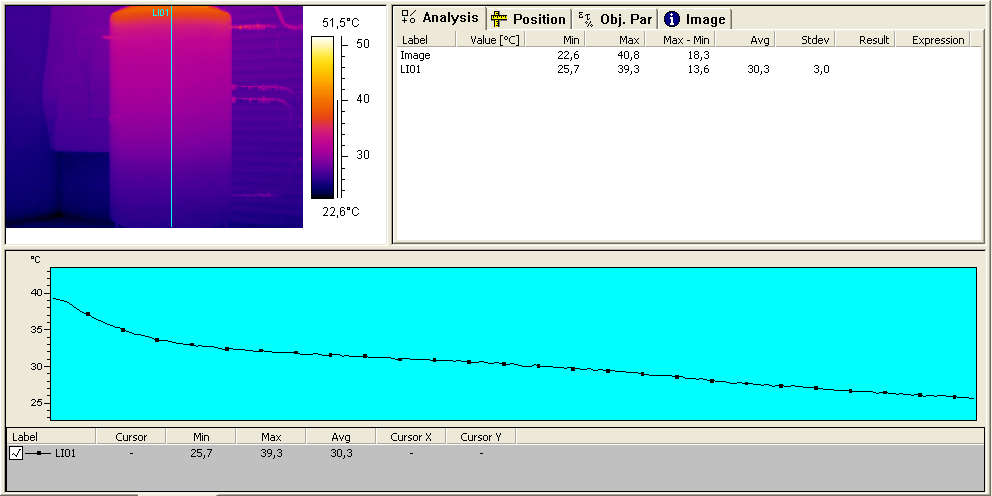 LI01
51,5°C
50
40
30
22,6°C
Analysis Position Obj. Par Image
Label Value [°C] Min Max Max - Min Avg Stdev Result Expression
Image 22,6 40,8 18,3
LI01 25,7 39,3 13,6 30,3 3,0
°C
40
35
30
25
Label Cursor Min Max Avg Cursor X Cursor Y
LI01 - 25,7 39,3 30,3 - -